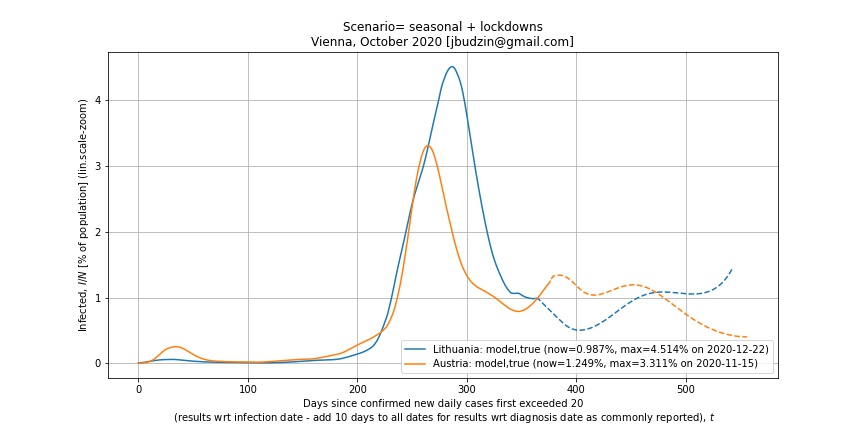 Scenario= seasonal + lockdowns
Vienna, October 2020 [jbudzin@gmail.com]
Infected, I/N [% of population] (lin.scale-zoom)
4
3
2
1
0
Lithuania: model,true (now=0.987%, max=4.514% on 2020-12-22)
Austria: model,true (now=1.249%, max=3.311% on 2020-11-15)
0 100 200 300 400 500
Days since confirmed new daily cases first exceeded 20
(results wrt infection date - add 10 days to all dates for results wrt diagnosis date as commonly reported), t